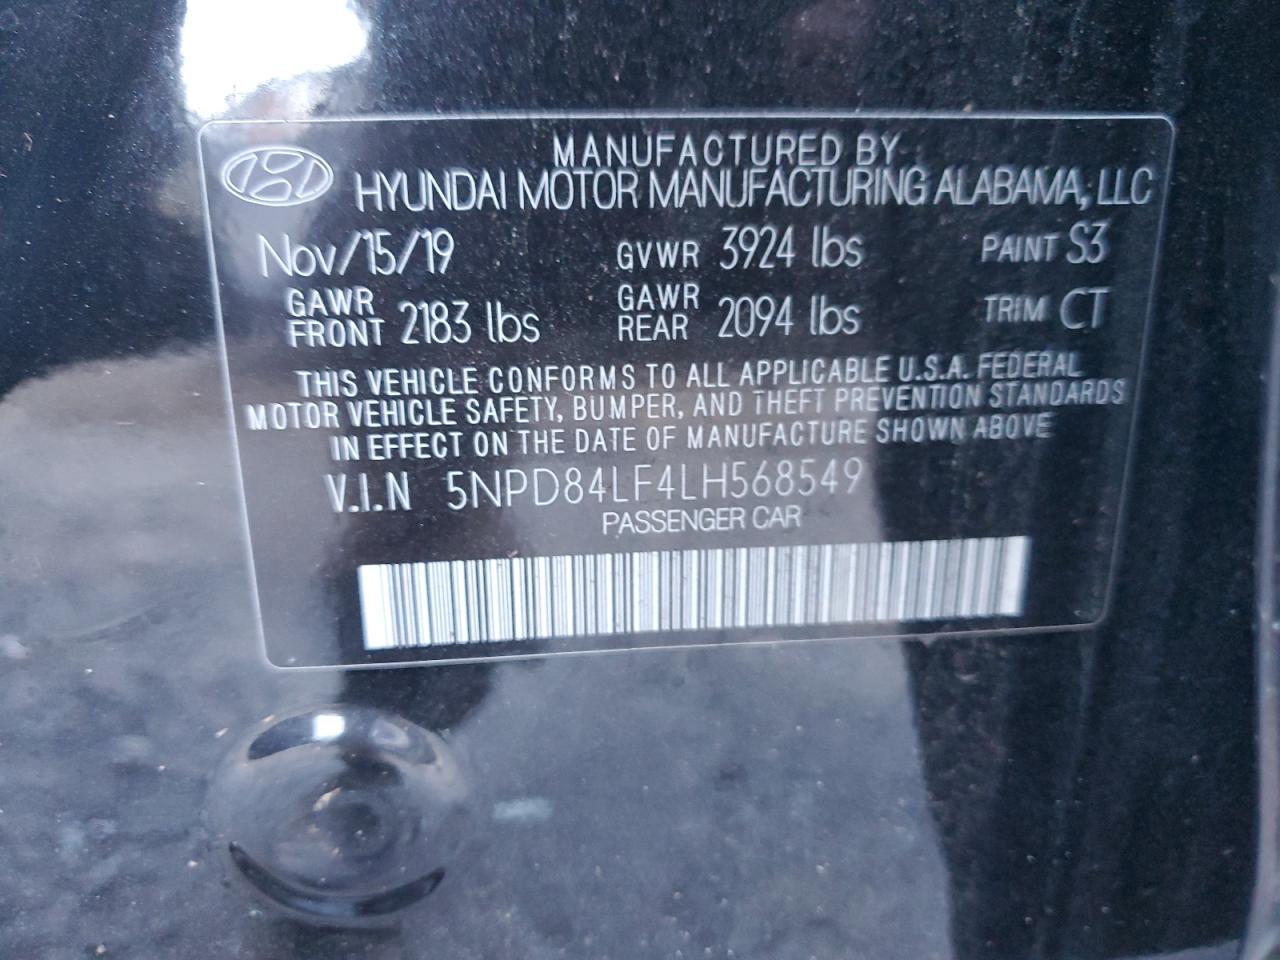 MANUFACTURED BY
HYUNDAI MOTOR MANUFACTURING ALABAMA, LLC
Nov/15/19 GVWR 3924 lbs PAINT S3
GAWR FRONT 2183 lbs GAWR REAR 2094 lbs TRIM CT
THIS VEHICLE CONFORMS TO ALL APPLICABLE U.S.A. FEDERAL
MOTOR VEHICLE SAFETY, BUMPER, AND THEFT PREVENTION STANDARDS
IN EFFECT ON THE DATE OF MANUFACTURE SHOWN ABOVE
V.I.N 5NPD84LF4LH568549
PASSENGER CAR